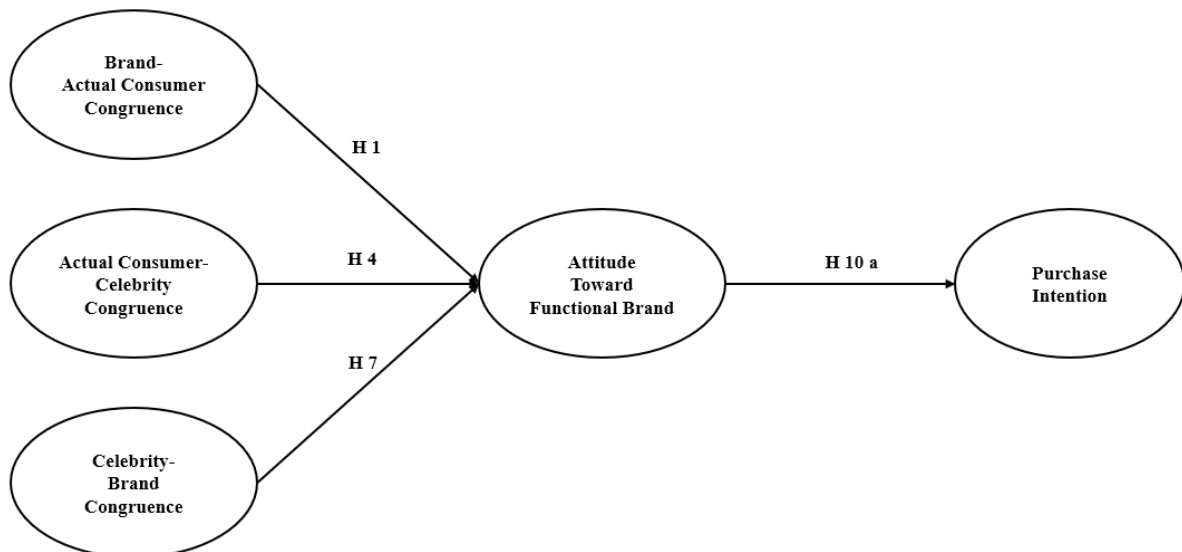 Brand-
Actual Consumer
Congruence
H 1
Actual Consumer-
Celebrity
Congruence
H 4
Attitude
Toward
Functional Brand
H 10 a
Purchase
Intention
H 7
Celebrity-
Brand
Congruence